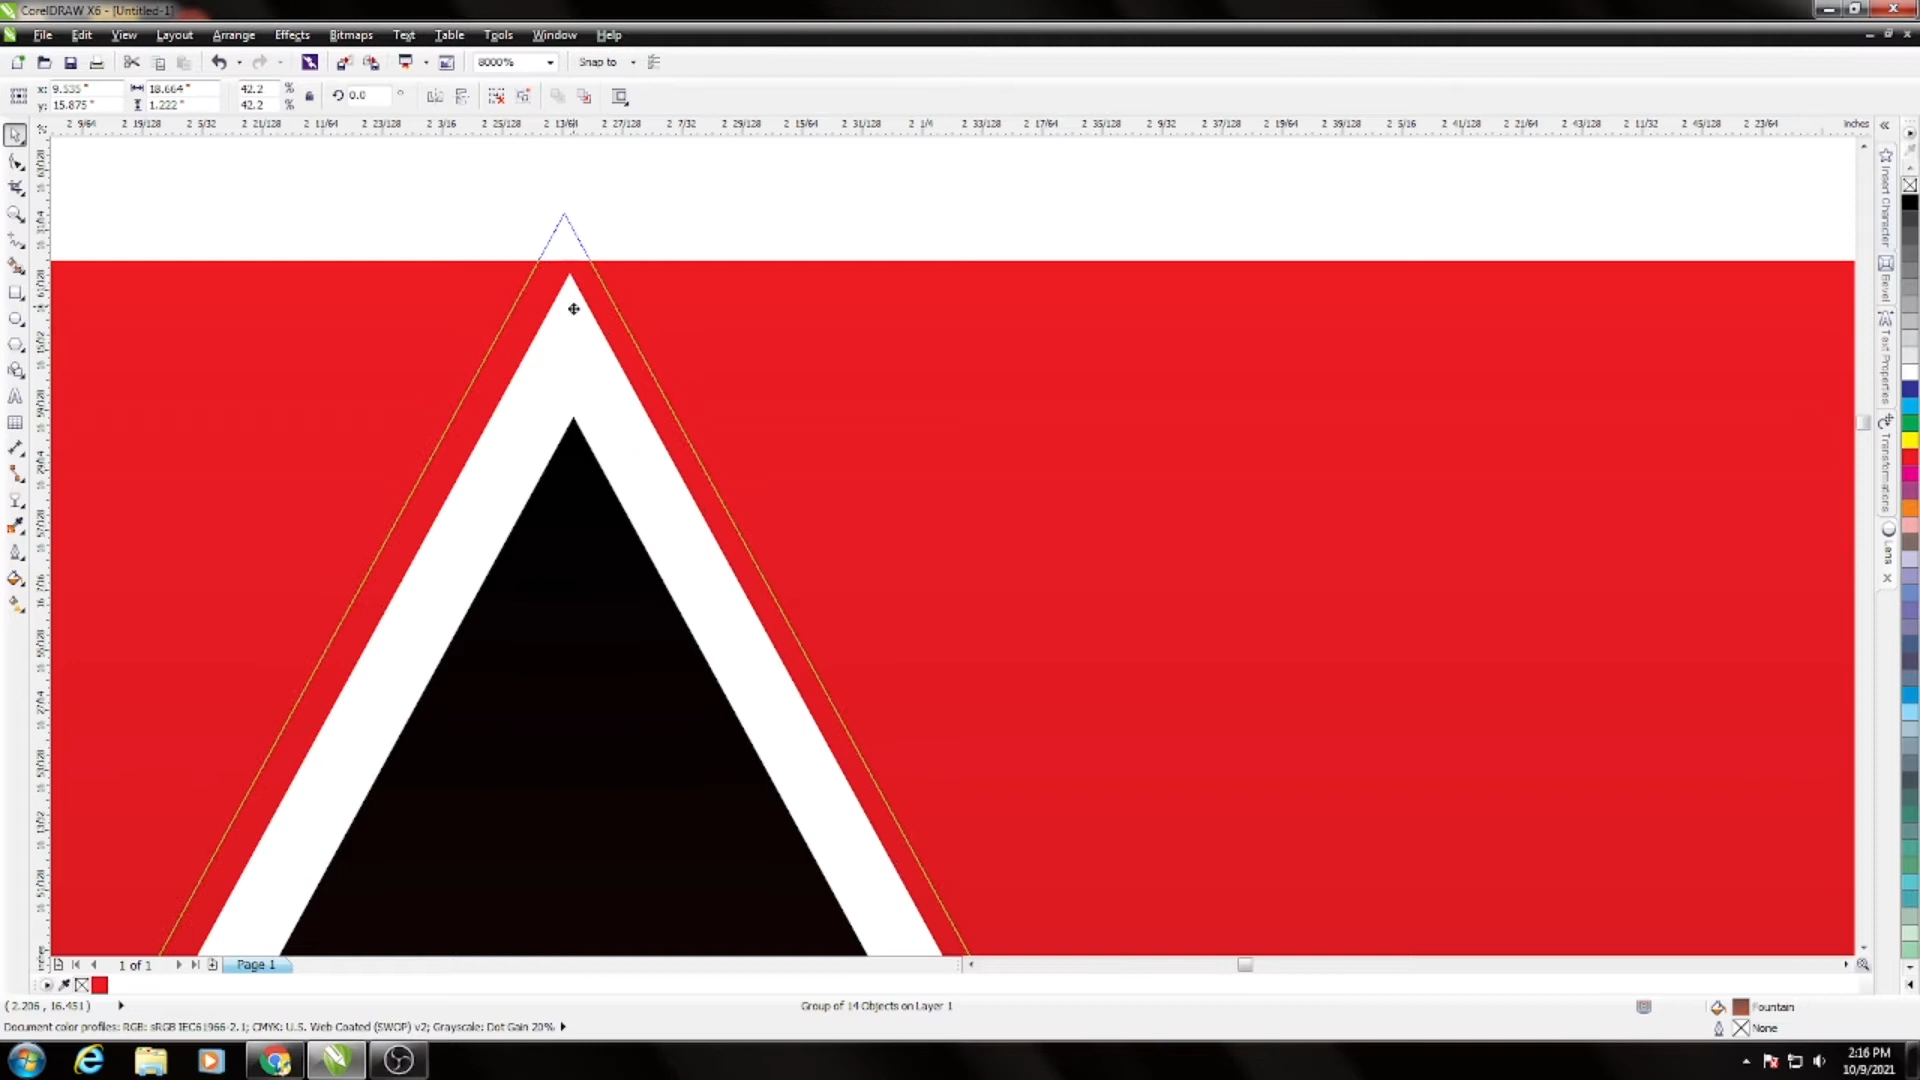 CorelDRAW X6 - [Untitled-1]
File Edit View Layout Arrange Effects Bitmaps Text Table Tools Window Help
8000% Snap to
x: 9.535 " 18.664 " 42.2 % 0.0 °
y: 15.875 " 1.222 " 42.2 %
2 9/64 2 19/128 2 5/32 2 21/128 2 11/64 2 23/128 2 3/16 2 25/128 2 13/64 2 27/128 2 7/32 2 29/128 2 15/64 2 31/128 2 1/4 2 33/128 2 17/64 2 35/128 2 9/32 2 37/128 2 19/64 2 39/128 2 5/16 2 41/128 2 21/64 2 43/128 2 11/32 2 45/128 2 23/64 inches
Insert Character
Bevel
Text Properties
Transformations
Lens
1 of 1 Page 1
(2.206 , 16.451 ) Group of 14 Objects on Layer 1 Fountain
Document color profiles: RGB: sRGB IEC61966-2.1; CMYK: U.S. Web Coated (SWOP) v2; Grayscale: Dot Gain 20% None
2:16 PM
10/9/2021